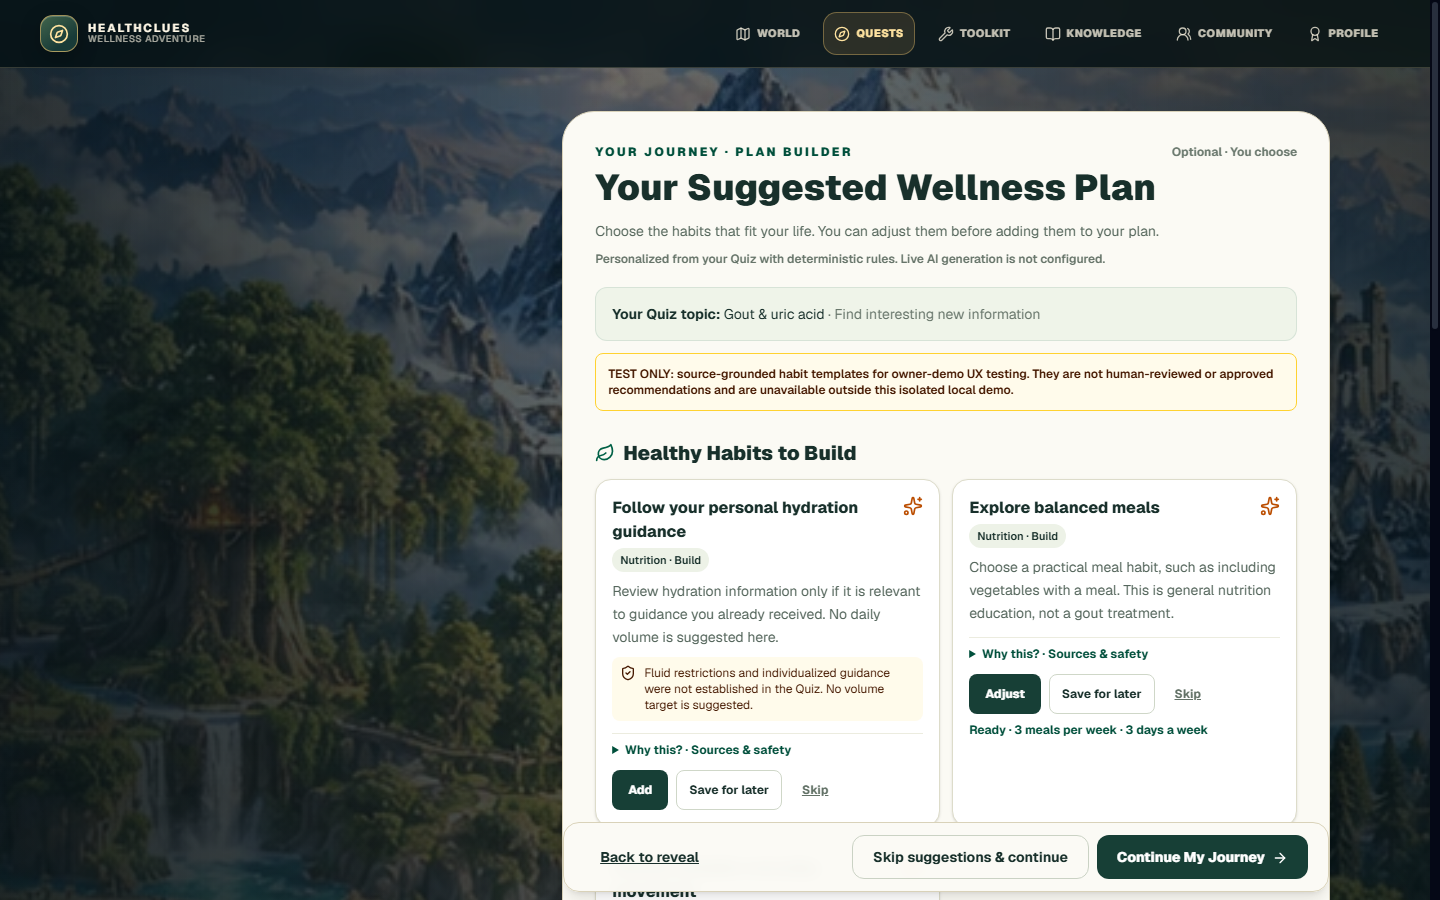 HEALTHCLUES
WELLNESS ADVENTURE
WORLD
QUESTS
TOOLKIT
KNOWLEDGE
COMMUNITY
PROFILE
YOUR JOURNEY · PLAN BUILDER
Optional · You choose
Your Suggested Wellness Plan
Choose the habits that fit your life. You can adjust them before adding them to your plan.
Personalized from your Quiz with deterministic rules. Live AI generation is not configured.
Your Quiz topic: Gout & uric acid · Find interesting new information
TEST ONLY: source-grounded habit templates for owner-demo UX testing. They are not human-reviewed or approved
recommendations and are unavailable outside this isolated local demo.
Healthy Habits to Build
Follow your personal hydration
guidance
Nutrition · Build
Review hydration information only if it is relevant
to guidance you already received. No daily
volume is suggested here.
Fluid restrictions and individualized guidance
were not established in the Quiz. No volume
target is suggested.
Why this? · Sources & safety
Add
Save for later
Skip
Explore balanced meals
Nutrition · Build
Choose a practical meal habit, such as including
vegetables with a meal. This is general nutrition
education, not a gout treatment.
Why this? · Sources & safety
Adjust
Save for later
Skip
Ready · 3 meals per week · 3 days a week
Back to reveal
Skip suggestions & continue
Continue My Journey
movement